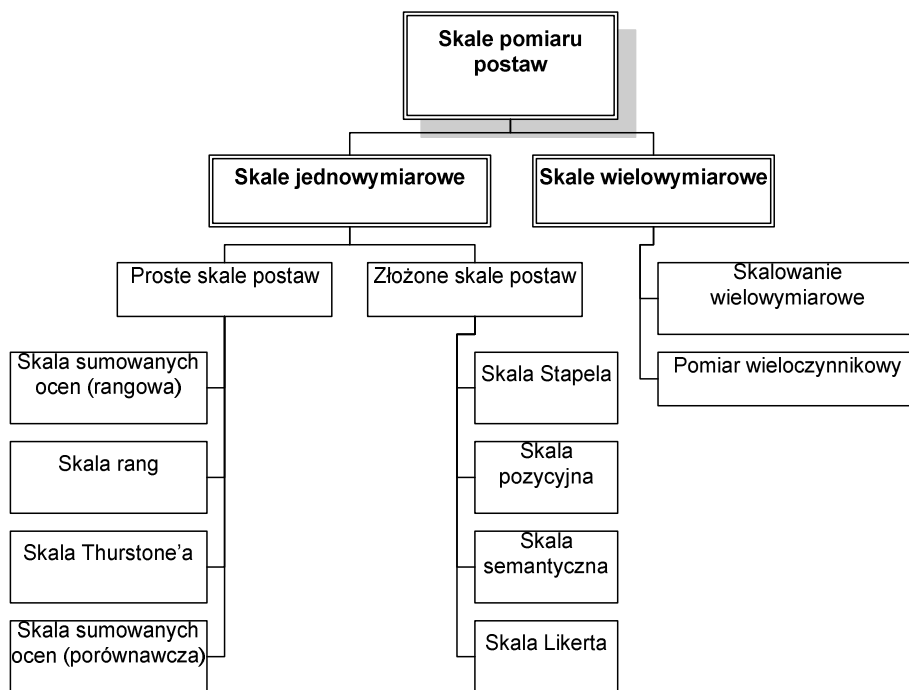 Skale pomiaru
postaw
Skale jednowymiarowe
Skale wielowymiarowe
Proste skale postaw
Złożone skale postaw
Skalowanie
wielowymiarowe
Pomiar wieloczynnikowy
Skala sumowanych
ocen (rangowa)
Skala rang
Skala Thurstone’a
Skala sumowanych
ocen (porównawcza)
Skala Stapela
Skala
pozycyjna
Skala
semantyczna
Skala Likerta